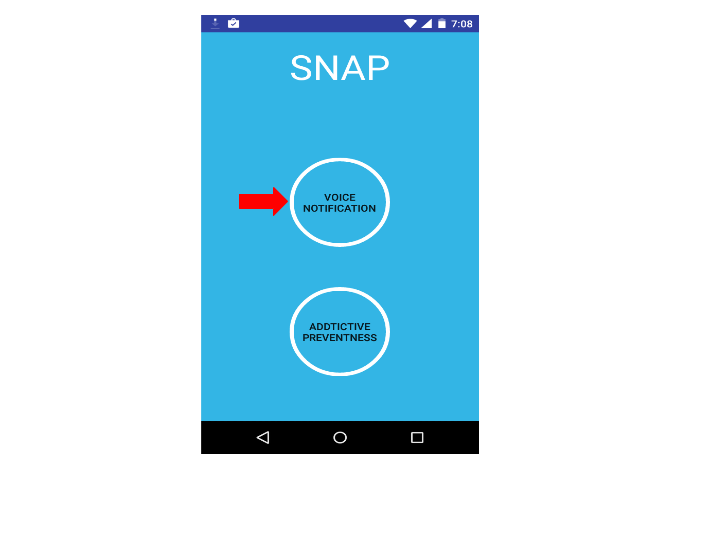 7:08
SNAP
VOICE
NOTIFICATION
ADDTICTIVE
PREVENTNESS